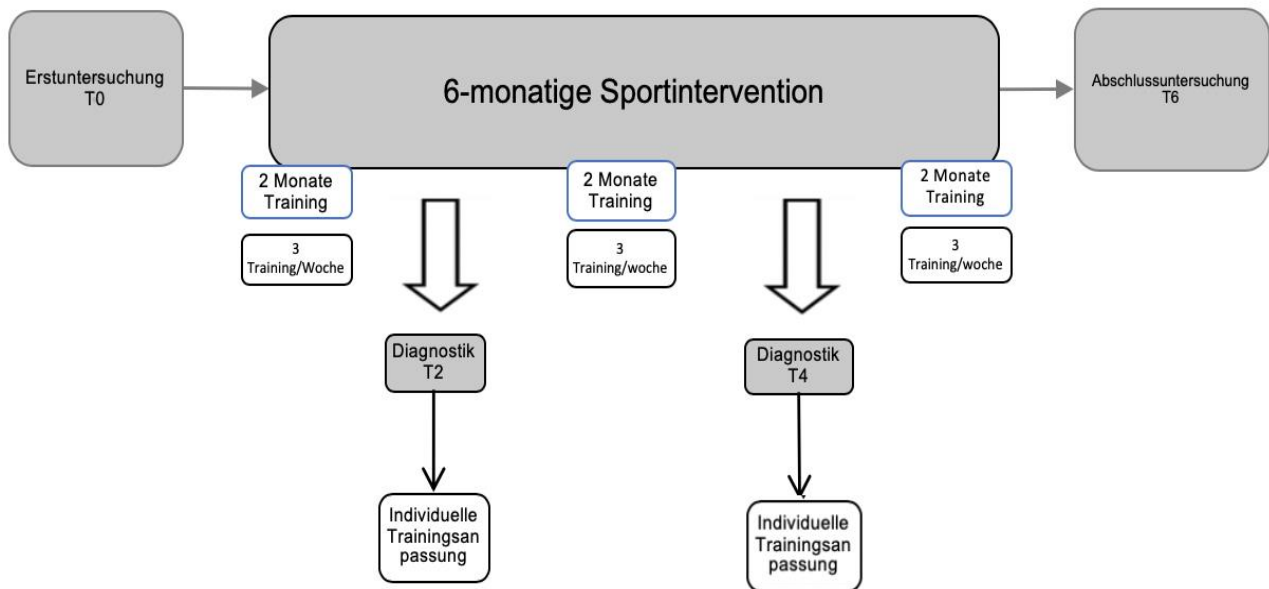 Erstuntersuchung
T0
6-monatige Sportintervention
Abschlussuntersuchung
T6
2 Monate
Training
3
Training/Woche
2 Monate
Training
3
Training/woche
2 Monate
Training
3
Training/woche
Diagnostik
T2
Diagnostik
T4
Individuelle
Trainingsan
passung
Individuelle
Trainingsan
passung